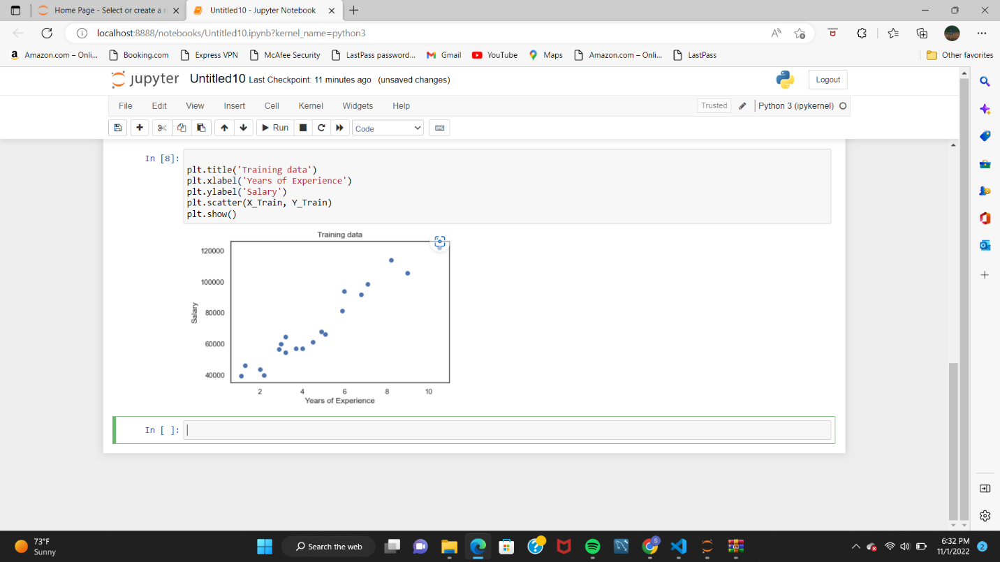 Home Page - Select or create a n
Untitled10 - Jupyter Notebook
localhost:8888/notebooks/Untitled10.ipynb?kernel_name=python3
Amazon.com – Onli...
Booking.com
Express VPN
McAfee Security
LastPass password...
Gmail
YouTube
Maps
Amazon.com – Onli...
LastPass
Other favorites
jupyter Untitled10 Last Checkpoint: 11 minutes ago (unsaved changes)
Logout
File Edit View Insert Cell Kernel Widgets Help
Trusted
Python 3 (ipykernel)
Run
Code
In [8]:
plt.title('Training data')
plt.xlabel('Years of Experience')
plt.ylabel('Salary')
plt.scatter(X_Train, Y_Train)
plt.show()
Training data
120000
100000
80000
60000
40000
Salary
2 4 6 8 10
Years of Experience
In [ ]:
73°F
Sunny
Search the web
S
6:32 PM
11/1/2022
2